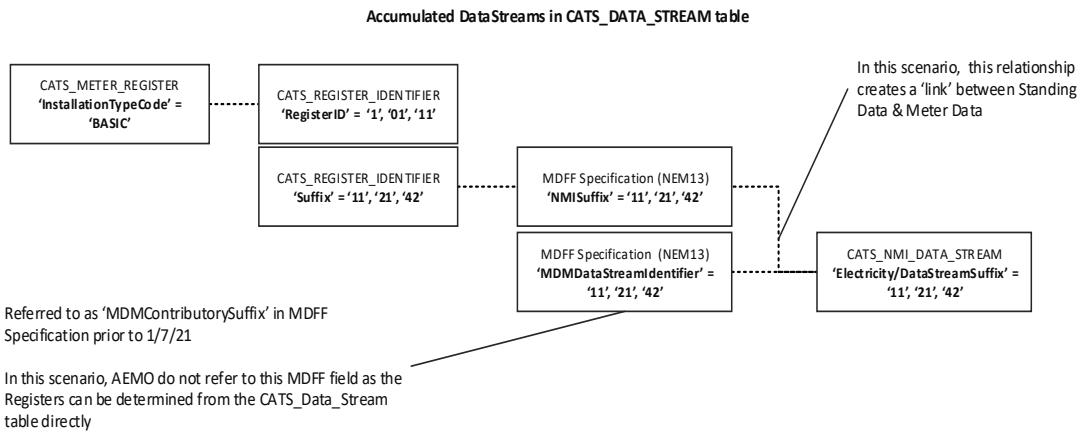 Accumulated DataStreams in CATS_DATA_STREAM table
CATS_METER_REGISTER
‘InstallationTypeCode’ =
‘BASIC’
CATS_REGISTER_IDENTIFIER
‘RegisterID’ = ‘1’, ‘01’, ‘11’
In this scenario, this relationship
creates a ‘link’ between Standing
Data & Meter Data
CATS_REGISTER_IDENTIFIER
‘Suffix’ = ‘11’, ‘21’, ‘42’
MDFF Specification (NEM13)
‘NMISuffix’ = ‘11’, ‘21’, ‘42’
MDFF Specification (NEM13)
‘MDMDataStreamIdentifier’ =
‘11’, ‘21’, ‘42’
CATS_NMI_DATA_STREAM
‘Electricity/DataStreamSuffix’ =
‘11’, ‘21’, ‘42’
Referred to as ‘MDMContributorySuffix’ in MDFF
Specification prior to 1/7/21
In this scenario, AEMO do not refer to this MDFF field as the
Registers can be determined from the CATS_Data_Stream
table directly